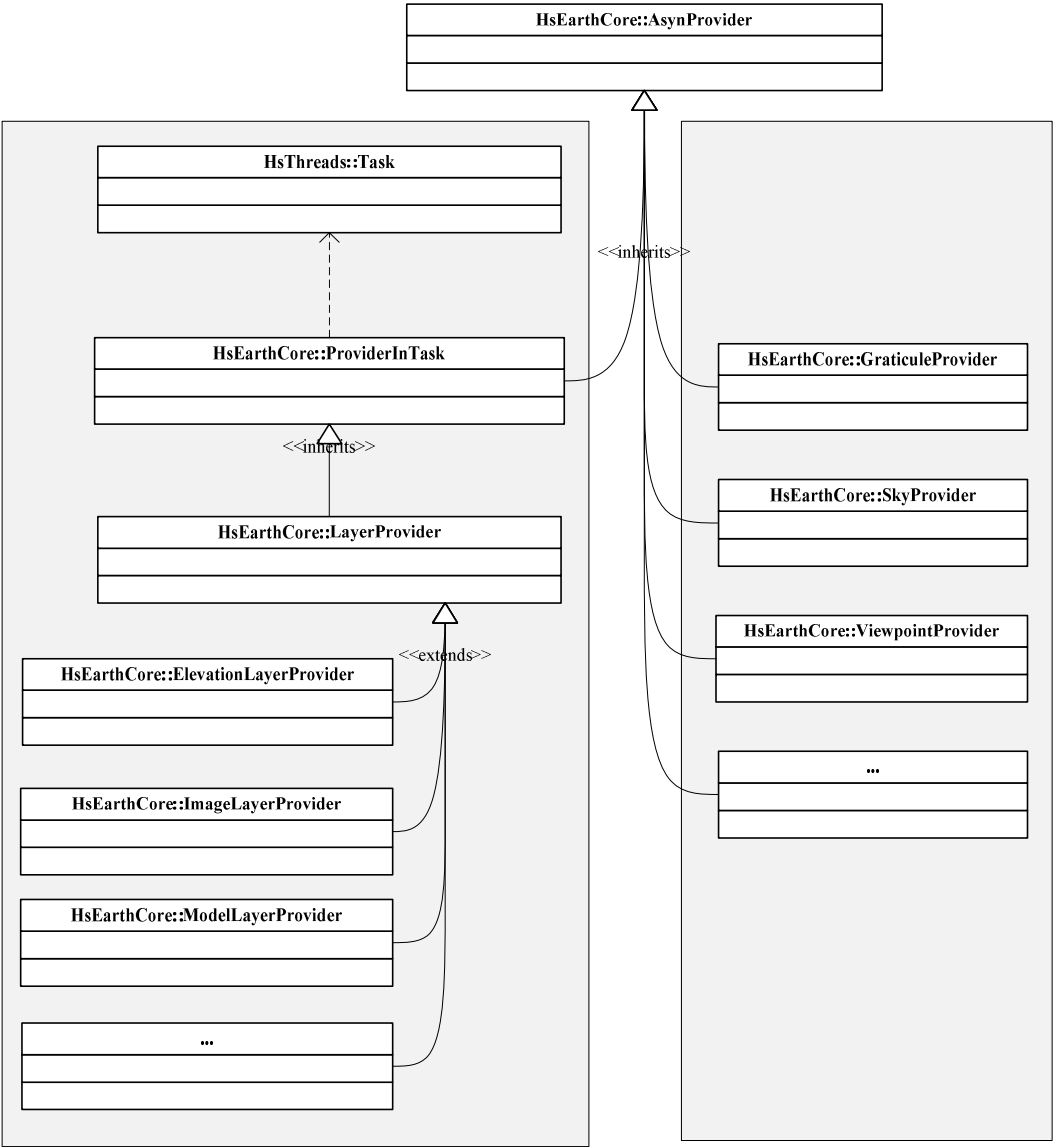 HsEarthCore::AsynProvider
HsThreads::Task
<<inherits>>
HsEarthCore::ProviderInTask
HsEarthCore::GraticuleProvider
<<inherits>>
HsEarthCore::SkyProvider
HsEarthCore::LayerProvider
HsEarthCore::ViewpointProvider
<<extends>>
HsEarthCore::ElevationLayerProvider
...
HsEarthCore::ImageLayerProvider
HsEarthCore::ModelLayerProvider
...